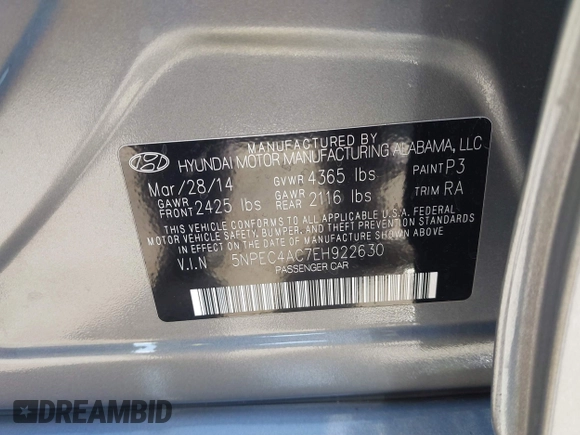 MANUFACTURED BY
HYUNDAI MOTOR MANUFACTURING ALABAMA, LLC
Mar/28/14 GVWR 4365 lbs PAINT P3
GAWR FRONT 2425 lbs GAWR REAR 2116 lbs TRIM RA
THIS VEHICLE CONFORMS TO ALL APPLICABLE U.S.A. FEDERAL
MOTOR VEHICLE SAFETY, BUMPER, AND THEFT PREVENTION STANDARDS
IN EFFECT ON THE DATE OF MANUFACTURE SHOWN ABOVE.
V.I.N 5NPEC4AC7EH922630
PASSENGER CAR
DREAMBID